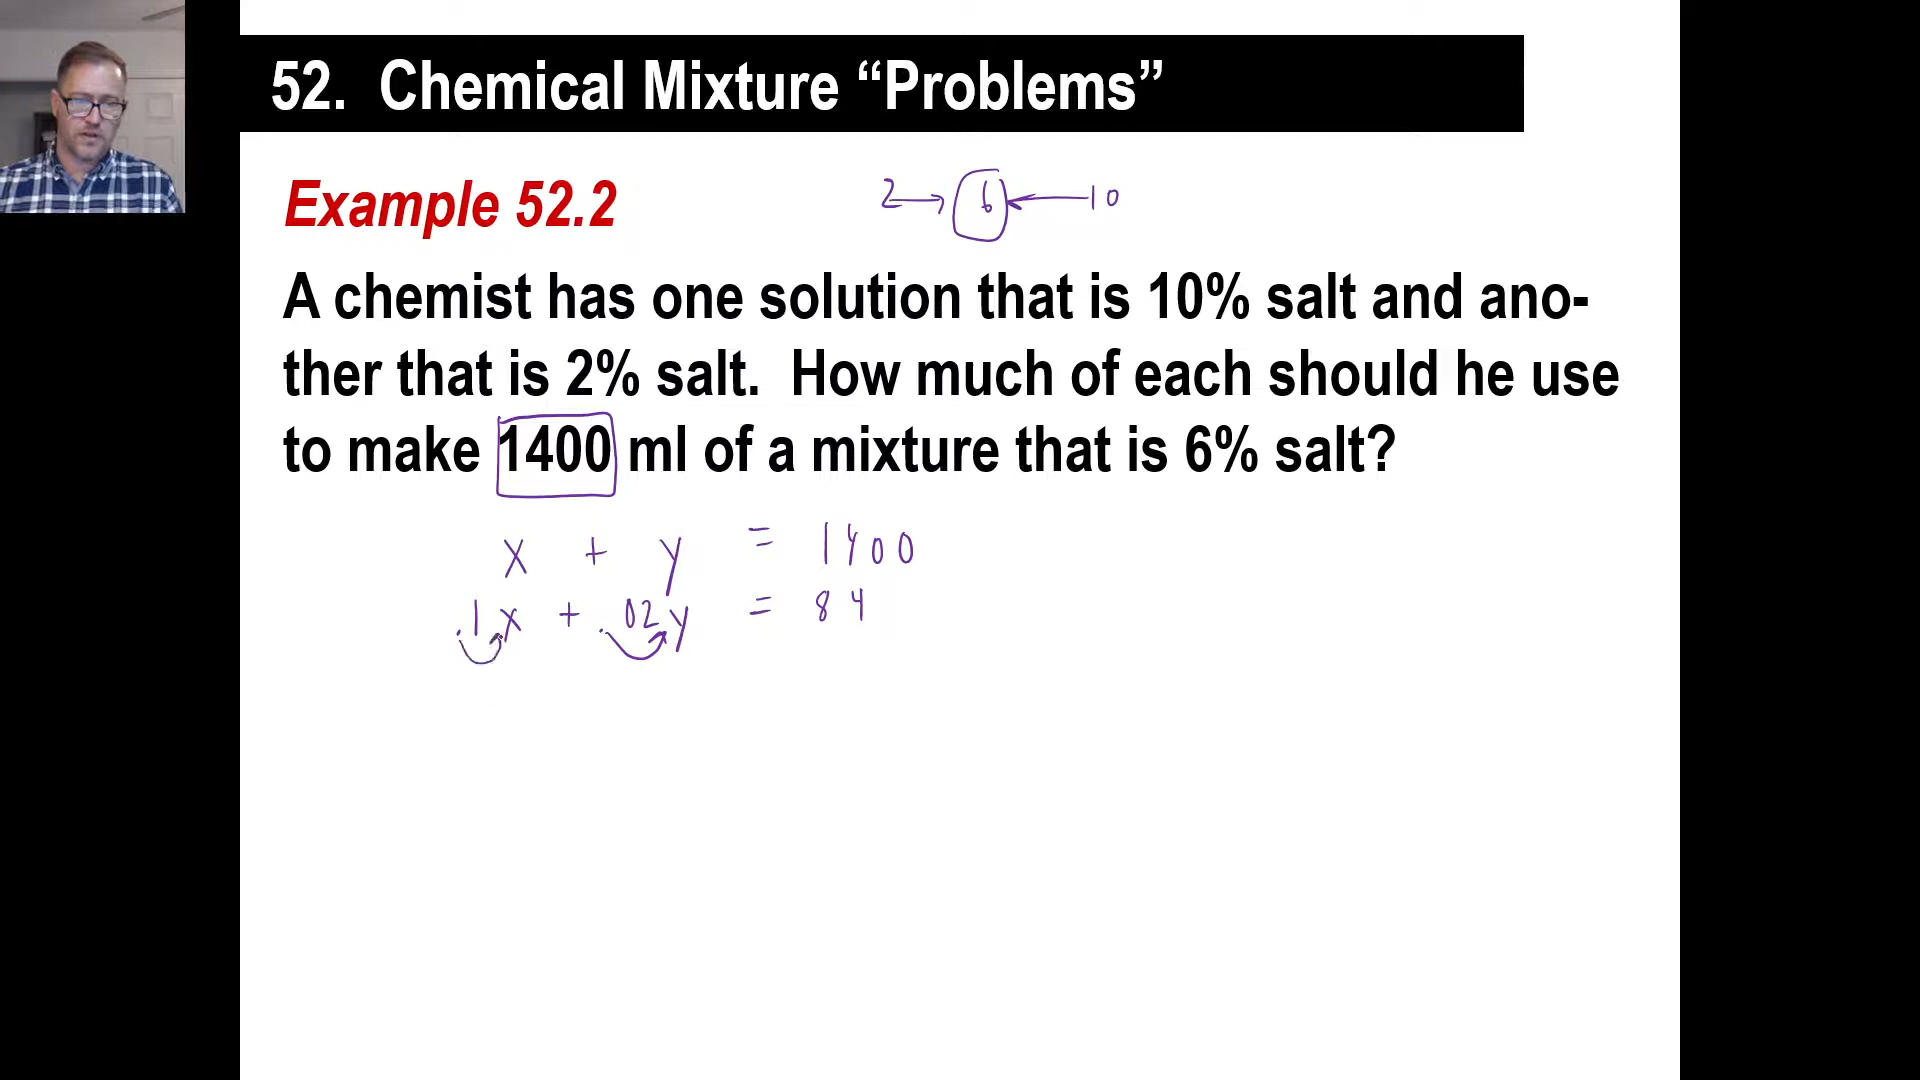 52. Chemical Mixture “Problems”
Example 52.2
2 → 6 ← 10
A chemist has one solution that is 10% salt and ano-
ther that is 2% salt. How much of each should he use
to make 1400 ml of a mixture that is 6% salt?
x + y = 1400
.1x + .02y = 84